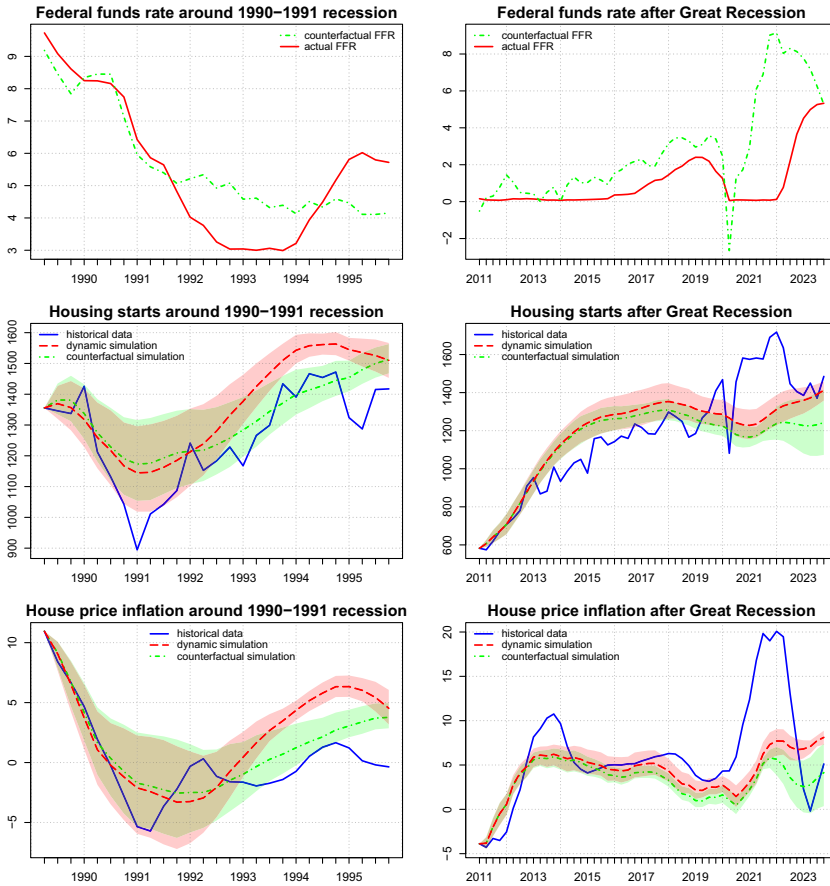 Federal funds rate around 1990−1991 recession
counterfactual FFR
actual FFR
9
8
7
6
5
4
3
1990 1991 1992 1993 1994 1995
Federal funds rate after Great Recession
counterfactual FFR
actual FFR
8
6
4
2
0
−2
2011 2013 2015 2017 2019 2021 2023
Housing starts around 1990−1991 recession
historical data
dynamic simulation
counterfactual simulation
1600
1500
1400
1300
1200
1100
1000
900
1990 1991 1992 1993 1994 1995
Housing starts after Great Recession
historical data
dynamic simulation
counterfactual simulation
1600
1400
1200
1000
800
600
2011 2013 2015 2017 2019 2021 2023
House price inflation around 1990−1991 recession
historical data
dynamic simulation
counterfactual simulation
10
5
0
−5
1990 1991 1992 1993 1994 1995
House price inflation after Great Recession
historical data
dynamic simulation
counterfactual simulation
20
15
10
5
0
−5
2011 2013 2015 2017 2019 2021 2023